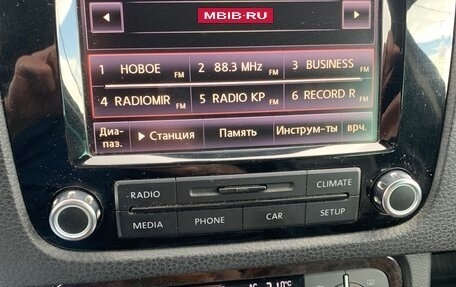 MBIB·RU
1 НОВОЕ FM 2 88.3 MHz FM 3 BUSINESS FM
4 RADIOMIR FM 5 RADIO KP FM 6 RECORD R FM
Диа-паз. ▸ Станция Память Инструм-ты врч.
RADIO CLIMATE
MEDIA PHONE CAR SETUP